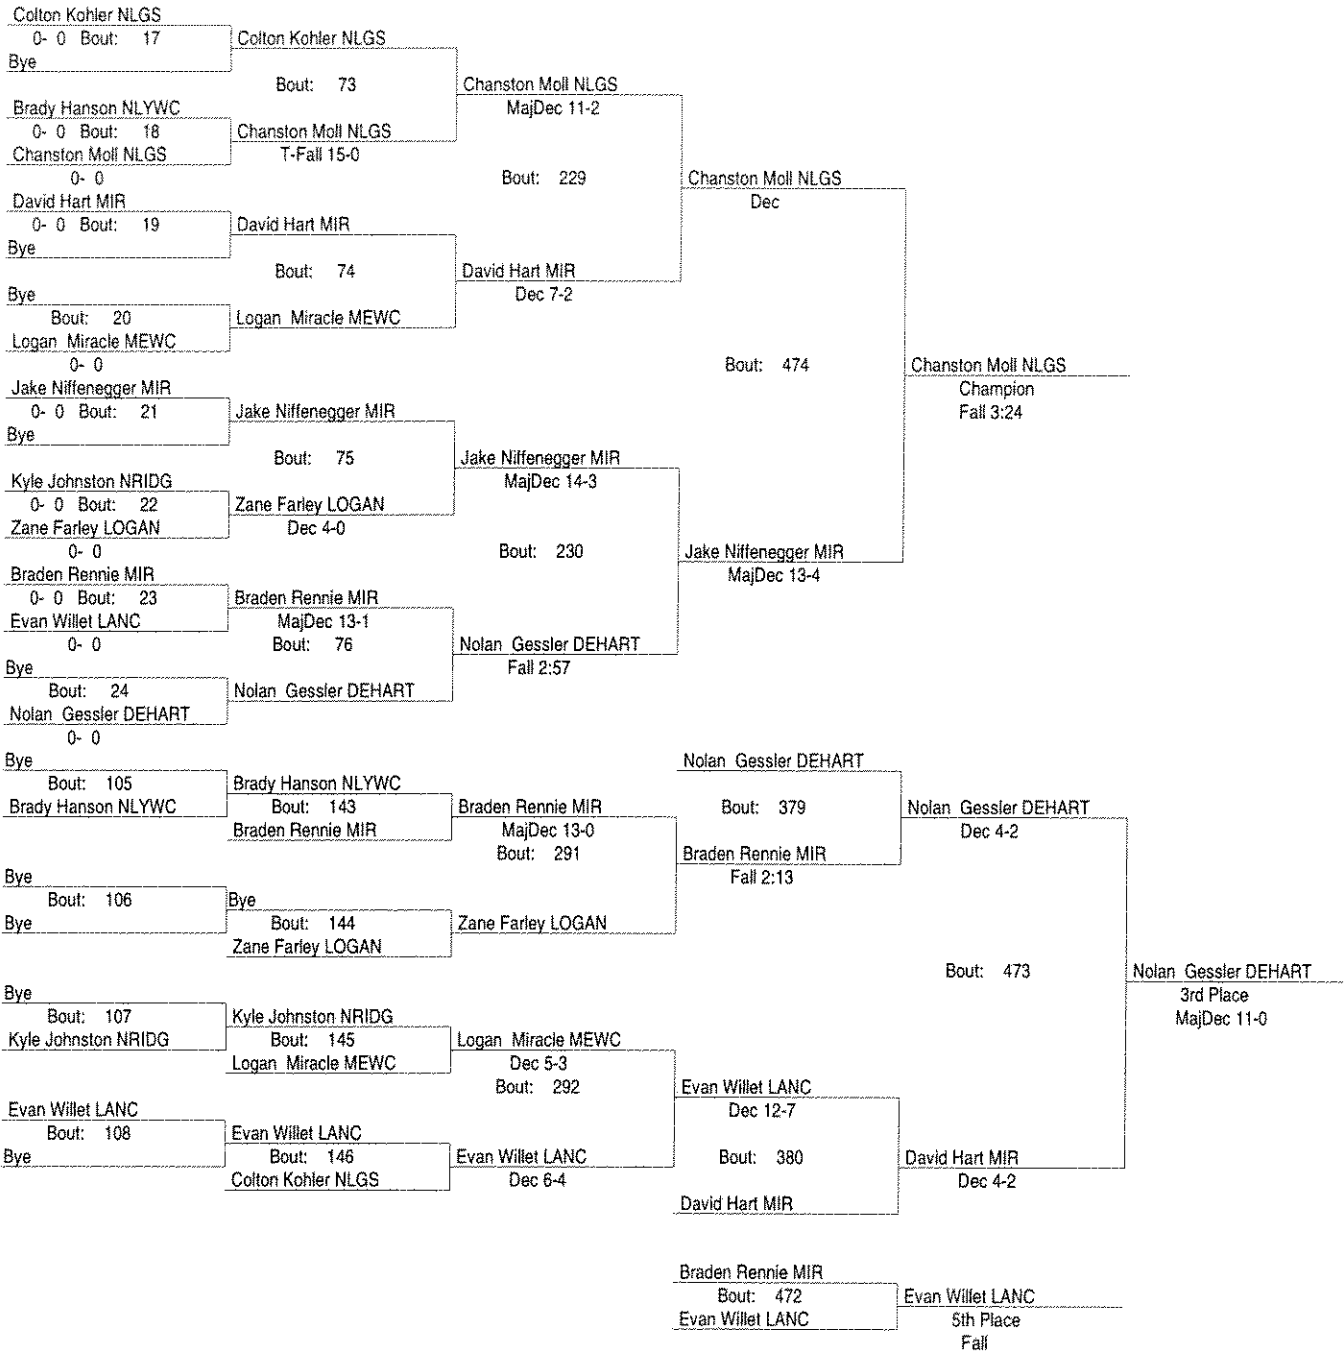 Colton Kohler NLGS
0- 0 Bout: 17
Bye
Colton Kohler NLGS
Bout: 73
Brady Hanson NLYWC
0- 0 Bout: 18
Chanston Moll NLGS
0- 0
Chanston Moll NLGS
T-Fall 15-0
Chanston Moll NLGS
MajDec 11-2
Bout: 229
David Hart MIR
0- 0 Bout: 19
Bye
David Hart MIR
Bout: 74
Bye
Bout: 20
Logan Miracle MEWC
0- 0
Logan Miracle MEWC
David Hart MIR
Dec 7-2
Chanston Moll NLGS
Dec
Bout: 474
Chanston Moll NLGS
Champion
Fall 3:24
Jake Niffenegger MIR
0- 0 Bout: 21
Bye
Jake Niffenegger MIR
Bout: 75
Kyle Johnston NRIDG
0- 0 Bout: 22
Zane Farley LOGAN
0- 0
Zane Farley LOGAN
Dec 4-0
Jake Niffenegger MIR
MajDec 14-3
Bout: 230
Braden Rennie MIR
0- 0 Bout: 23
Evan Willet LANC
0- 0
Braden Rennie MIR
MajDec 13-1
Bout: 76
Bye
Bout: 24
Nolan Gessler DEHART
0- 0
Nolan Gessler DEHART
Nolan Gessler DEHART
Fall 2:57
Jake Niffenegger MIR
MajDec 13-4
Bye
Bout: 105
Brady Hanson NLYWC
Brady Hanson NLYWC
Bout: 143
Braden Rennie MIR
Braden Rennie MIR
MajDec 13-0
Bout: 291
Bye
Bout: 106
Bye
Bye
Bout: 144
Zane Farley LOGAN
Zane Farley LOGAN
Nolan Gessler DEHART
Bout: 379
Braden Rennie MIR
Fall 2:13
Nolan Gessler DEHART
Dec 4-2
Bout: 473
Nolan Gessler DEHART
3rd Place
MajDec 11-0
Bye
Bout: 107
Kyle Johnston NRIDG
Kyle Johnston NRIDG
Bout: 145
Logan Miracle MEWC
Logan Miracle MEWC
Dec 5-3
Bout: 292
Evan Willet LANC
Bout: 108
Bye
Evan Willet LANC
Bout: 146
Colton Kohler NLGS
Evan Willet LANC
Dec 6-4
Evan Willet LANC
Dec 12-7
Bout: 380
David Hart MIR
David Hart MIR
Dec 4-2
Braden Rennie MIR
Bout: 472
Evan Willet LANC
Evan Willet LANC
5th Place
Fall